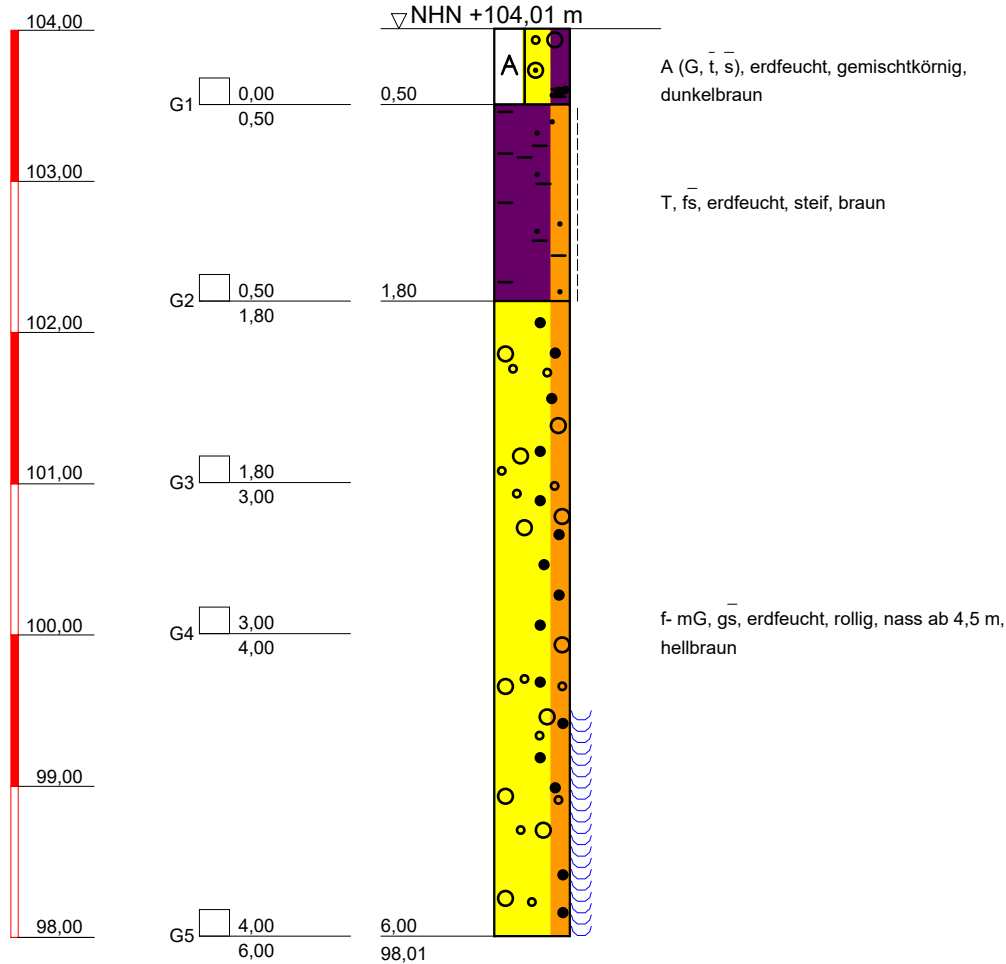 104,00
NHN +104,01 m
A
A (G, t̄, s̄), erdfeucht, gemischtkörnig,
dunkelbraun
G1
0,00
0,50
0,50
103,00
T, fs̄, erdfeucht, steif, braun
G2
0,50
1,80
1,80
102,00
101,00
G3
1,80
3,00
f- mG, gs̄, erdfeucht, rollig, nass ab 4,5 m,
hellbraun
100,00
G4
3,00
4,00
99,00
98,00
G5
4,00
6,00
6,00
98,01